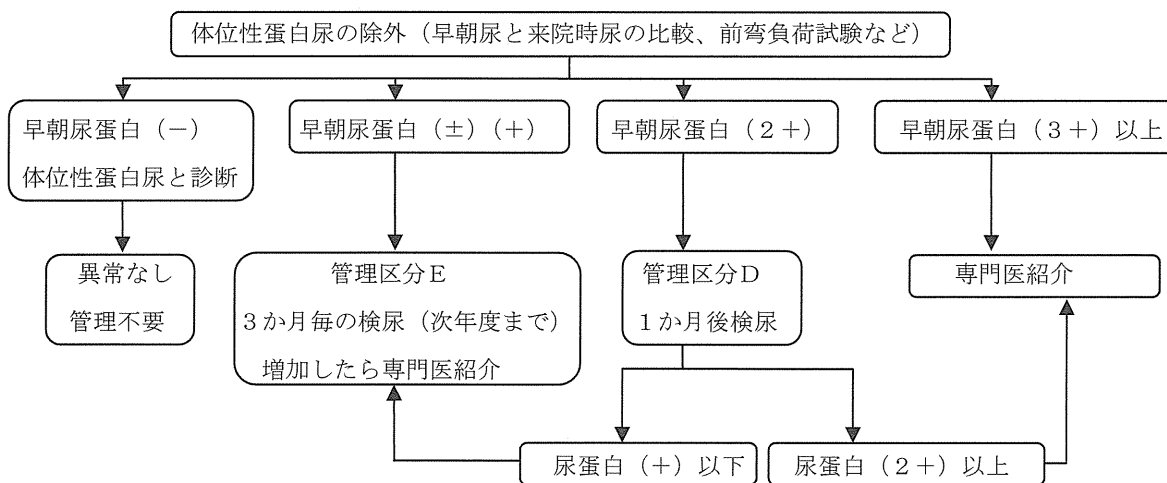 体位性蛋白尿の除外（早朝尿と来院時尿の比較、前弯負荷試験など）
早朝尿蛋白（－）
体位性蛋白尿と診断
早朝尿蛋白（±）（＋）
早朝尿蛋白（２＋）
早朝尿蛋白（３＋）以上
異常なし
管理不要
管理区分Ｅ
３か月毎の検尿（次年度まで）
増加したら専門医紹介
管理区分Ｄ
１か月後検尿
専門医紹介
尿蛋白（＋）以下
尿蛋白（２＋）以上